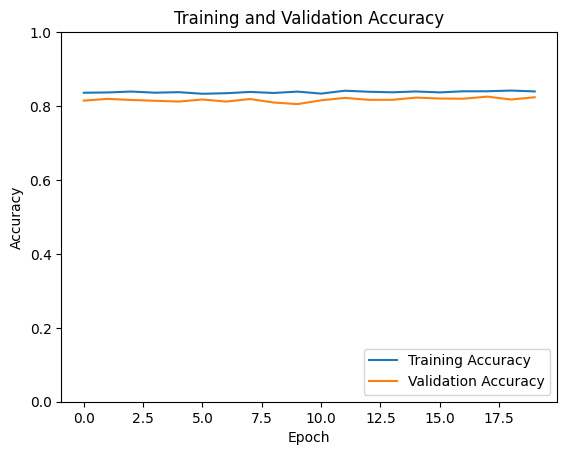 Training and Validation Accuracy
1.0
0.8
0.6
0.4
0.2
0.0
Accuracy
0.0 2.5 5.0 7.5 10.0 12.5 15.0 17.5
Epoch
Training Accuracy
Validation Accuracy